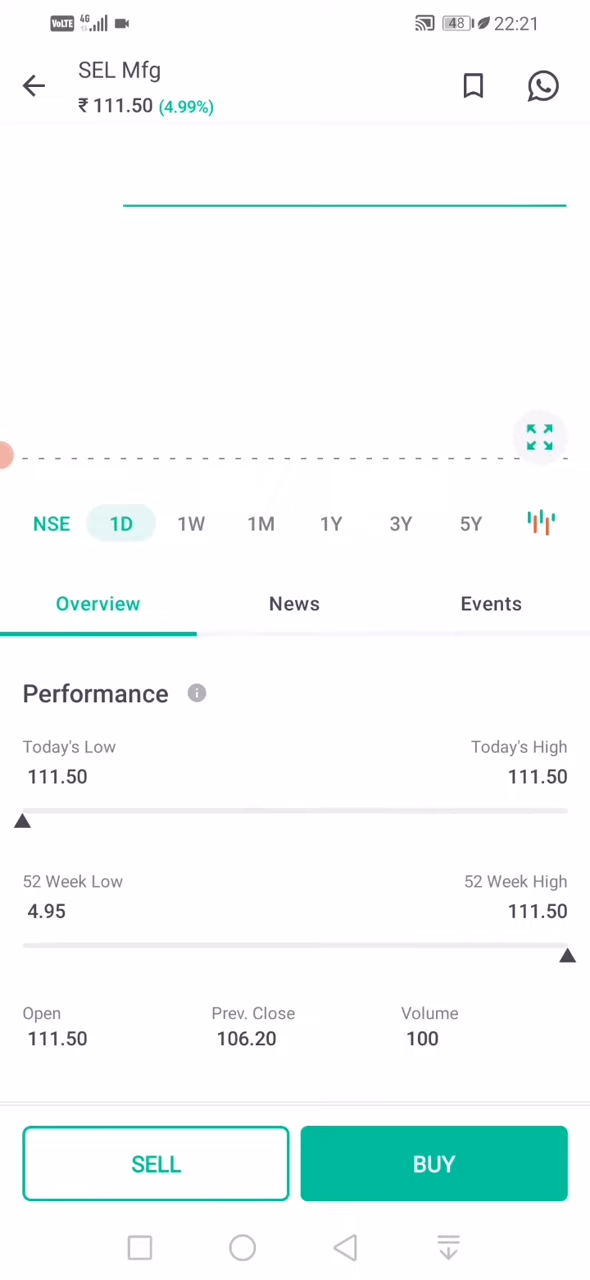 VoLTE 4G 48 22:21
SEL Mfg
₹ 111.50 (4.99%)
NSE 1D 1W 1M 1Y 3Y 5Y
Overview News Events
Performance
Today's Low Today's High
111.50 111.50
52 Week Low 52 Week High
4.95 111.50
Open Prev. Close Volume
111.50 106.20 100
SELL BUY